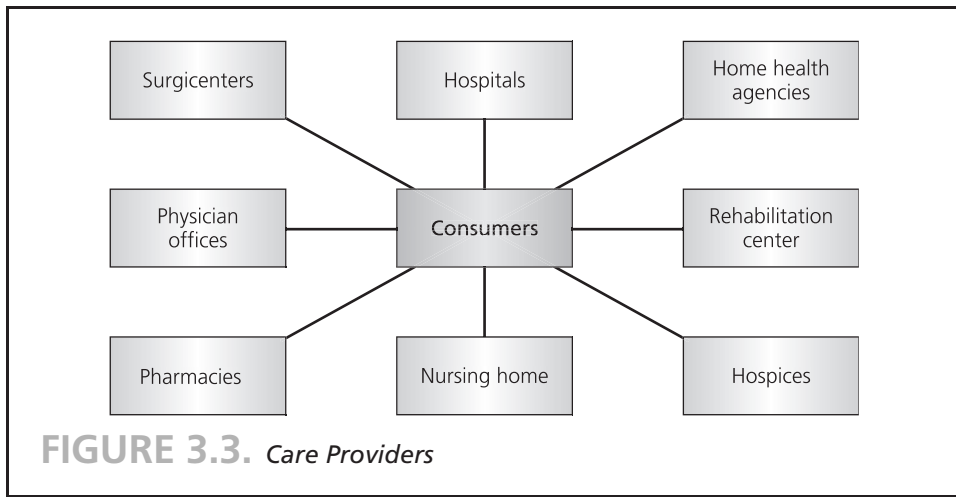 Surgicenters
Hospitals
Home health
agencies
Physician
offices
Consumers
Rehabilitation
center
Pharmacies
Nursing home
Hospices
FIGURE 3.3. Care Providers